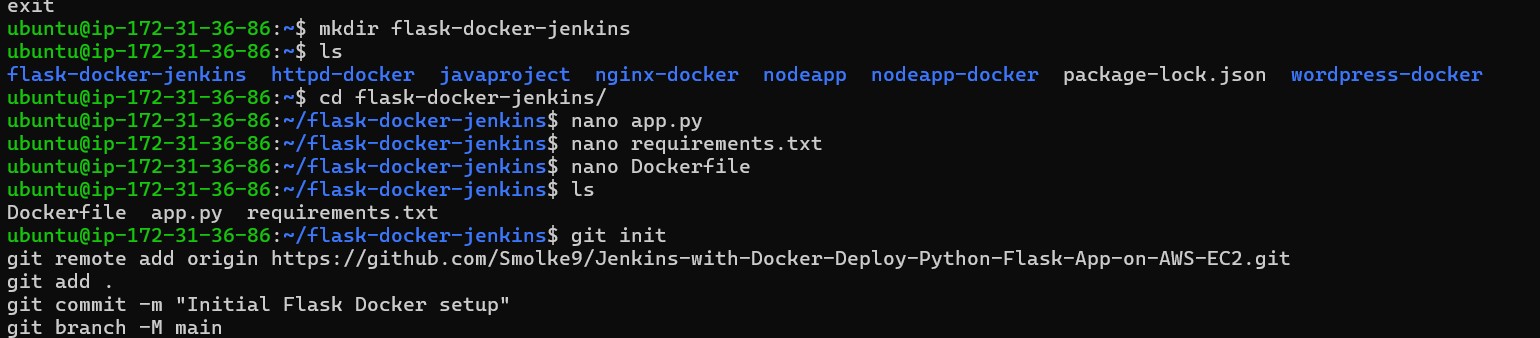 exit
ubuntu@ip-172-31-36-86:~$ mkdir flask-docker-jenkins
ubuntu@ip-172-31-36-86:~$ ls
flask-docker-jenkins  httpd-docker  javaproject  nginx-docker  nodeapp  nodeapp-docker  package-lock.json  wordpress-docker
ubuntu@ip-172-31-36-86:~$ cd flask-docker-jenkins/
ubuntu@ip-172-31-36-86:~/flask-docker-jenkins$ nano app.py
ubuntu@ip-172-31-36-86:~/flask-docker-jenkins$ nano requirements.txt
ubuntu@ip-172-31-36-86:~/flask-docker-jenkins$ nano Dockerfile
ubuntu@ip-172-31-36-86:~/flask-docker-jenkins$ ls
Dockerfile  app.py  requirements.txt
ubuntu@ip-172-31-36-86:~/flask-docker-jenkins$ git init
git remote add origin https://github.com/Smolke9/Jenkins-with-Docker-Deploy-Python-Flask-App-on-AWS-EC2.git
git add .
git commit -m "Initial Flask Docker setup"
git branch -M main